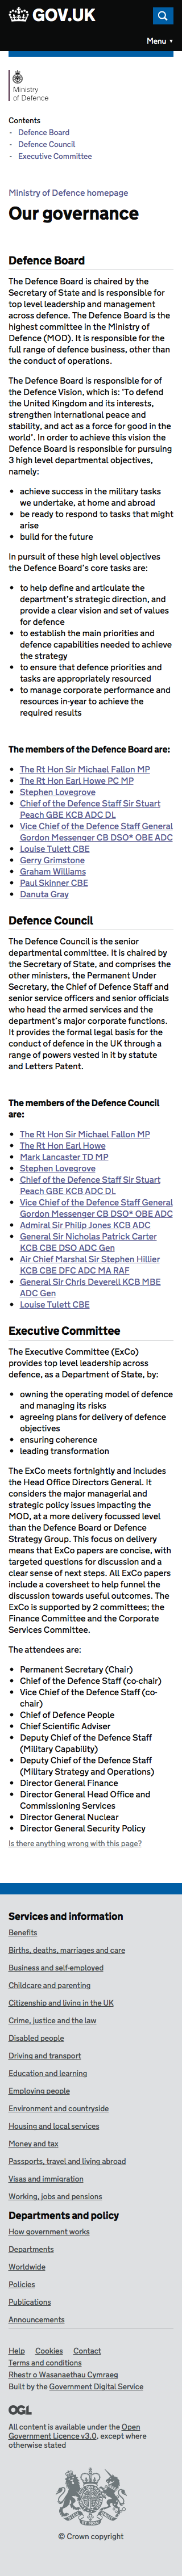 GOV.UK
Menu ▼
Ministry
of Defence
Contents
- Defence Board
- Defence Council
- Executive Committee
Ministry of Defence homepage
Our governance
Defence Board
The Defence Board is chaired by the
Secretary of State and is responsible for
top level leadership and management
across defence. The Defence Board is the
highest committee in the Ministry of
Defence (MOD). It is responsible for the
full range of defence business, other than
the conduct of operations.
The Defence Board is responsible for of
the Defence Vision, which is: 'To defend
the United Kingdom and its interests,
strengthen international peace and
stability, and act as a force for good in the
world'. In order to achieve this vision the
Defence Board is responsible for pursuing
3 high level departmental objectives,
namely:
• achieve success in the military tasks
we undertake, at home and abroad
• be ready to respond to tasks that might
arise
• build for the future
In pursuit of these high level objectives
the Defence Board's core tasks are:
• to help define and articulate the
department's strategic direction, and
provide a clear vision and set of values
for defence
• to establish the main priorities and
defence capabilities needed to achieve
the strategy
• to ensure that defence priorities and
tasks are appropriately resourced
• to manage corporate performance and
resources in-year to achieve the
required results
The members of the Defence Board are:
• The Rt Hon Sir Michael Fallon MP
• The Rt Hon Earl Howe PC MP
• Stephen Lovegrove
• Chief of the Defence Staff Sir Stuart
Peach GBE KCB ADC DL
• Vice Chief of the Defence Staff General
Gordon Messenger CB DSO* OBE ADC
• Louise Tulett CBE
• Gerry Grimstone
• Graham Williams
• Paul Skinner CBE
• Danuta Gray
Defence Council
The Defence Council is the senior
departmental committee. It is chaired by
the Secretary of State, and comprises the
other ministers, the Permanent Under
Secretary, the Chief of Defence Staff and
senior service officers and senior officials
who head the armed services and the
department's major corporate functions.
It provides the formal legal basis for the
conduct of defence in the UK through a
range of powers vested in it by statute
and Letters Patent.
The members of the Defence Council
are:
• The Rt Hon Sir Michael Fallon MP
• The Rt Hon Earl Howe
• Mark Lancaster TD MP
• Stephen Lovegrove
• Chief of the Defence Staff Sir Stuart
Peach GBE KCB ADC DL
• Vice Chief of the Defence Staff General
Gordon Messenger CB DSO* OBE ADC
• Admiral Sir Philip Jones KCB ADC
• General Sir Nicholas Patrick Carter
KCB CBE DSO ADC Gen
• Air Chief Marshal Sir Stephen Hillier
KCB CBE DFC ADC MA RAF
• General Sir Chris Deverell KCB MBE
ADC Gen
• Louise Tulett CBE
Executive Committee
The Executive Committee (ExCo)
provides top level leadership across
defence, as a Department of State, by:
• owning the operating model of defence
and managing its risks
• agreeing plans for delivery of defence
objectives
• ensuring coherence
• leading transformation
The ExCo meets fortnightly and includes
the Head Office Directors General. It
considers the major managerial and
strategic policy issues impacting the
MOD, at a more delivery focussed level
than the Defence Board or Defence
Strategy Group. This focus on delivery
means that ExCo papers are concise, with
targeted questions for discussion and a
clear sense of next steps. All ExCo papers
include a coversheet to help funnel the
discussion towards useful outcomes. The
ExCo is supported by 2 committees; the
Finance Committee and the Corporate
Services Committee.
The attendees are:
• Permanent Secretary (Chair)
• Chief of the Defence Staff (co-chair)
• Vice Chief of the Defence Staff (co-
chair)
• Chief of Defence People
• Chief Scientific Adviser
• Deputy Chief of the Defence Staff
(Military Capability)
• Deputy Chief of the Defence Staff
(Military Strategy and Operations)
• Director General Finance
• Director General Head Office and
Commissioning Services
• Director General Nuclear
• Director General Security Policy
Is there anything wrong with this page?
Services and information
Benefits
Births, deaths, marriages and care
Business and self-employed
Childcare and parenting
Citizenship and living in the UK
Crime, justice and the law
Disabled people
Driving and transport
Education and learning
Employing people
Environment and countryside
Housing and local services
Money and tax
Passports, travel and living abroad
Visas and immigration
Working, jobs and pensions
Departments and policy
How government works
Departments
Worldwide
Policies
Publications
Announcements
Help Cookies Contact
Terms and conditions
Rhestr o Wasanaethau Cymraeg
Built by the Government Digital Service
OGL
All content is available under the Open
Government Licence v3.0, except where
otherwise stated
© Crown copyright